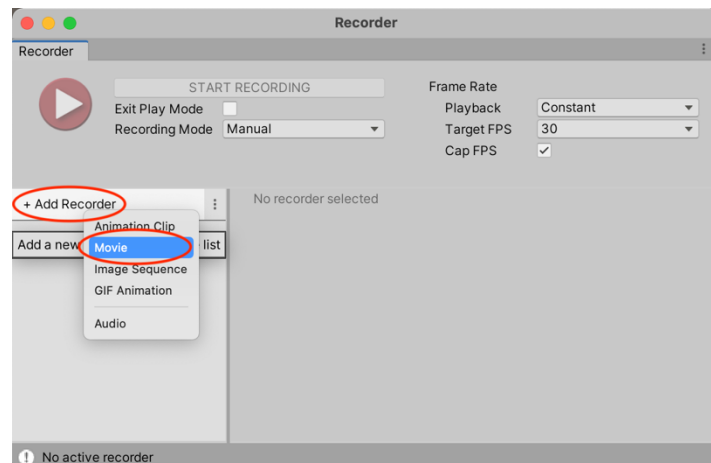 Recorder
Recorder
START RECORDING
Exit Play Mode
Recording Mode Manual
Frame Rate
Playback Constant
Target FPS 30
Cap FPS
+ Add Recorder
No recorder selected
Animation Clip
Add a new
list
Movie
Image Sequence
GIF Animation
Audio
No active recorder